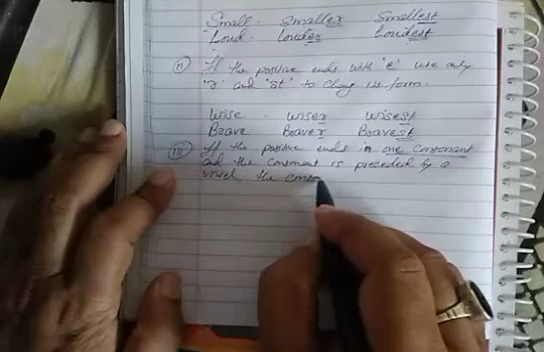 Small - Smaller Smallest
Loud - Louder Loudest
(ii) If the positive ends with 'e' use only
'r' and 'st' to change its form.
Wise - wiser wisest
Brave Braver Bravest
(iii) If the positive ends in one consonant
and the consonant is preceded by a
vowel, the conso